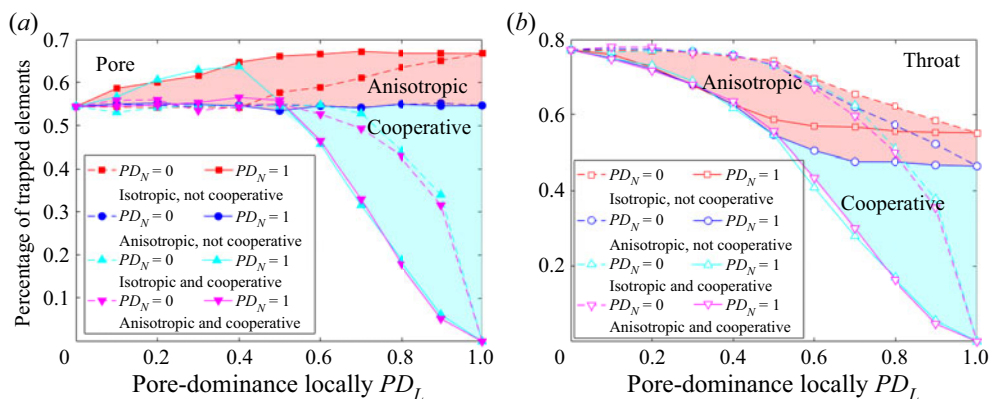 (a)
0.7
0.6
0.5
0.4
0.3
0.2
0.1
Percentage of trapped elements
Pore
Anisotropic
Cooperative
PD_N = 0 PD_N = 1
Isotropic, not cooperative
PD_N = 0 PD_N = 1
Anisotropic, not cooperative
PD_N = 0 PD_N = 1
Isotropic and cooperative
PD_N = 0 PD_N = 1
Anisotropic and cooperative
0 0.2 0.4 0.6 0.8 1.0
Pore-dominance locally PD_L
(b)
0.8
0.6
0.4
0.2
Throat
Anisotropic
Cooperative
PD_N = 0 PD_N = 1
Isotropic, not cooperative
PD_N = 0 PD_N = 1
Anisotropic, not cooperative
PD_N = 0 PD_N = 1
Isotropic and cooperative
PD_N = 0 PD_N = 1
Anisotropic and cooperative
0 0.2 0.4 0.6 0.8 1.0
Pore-dominance locally PD_L